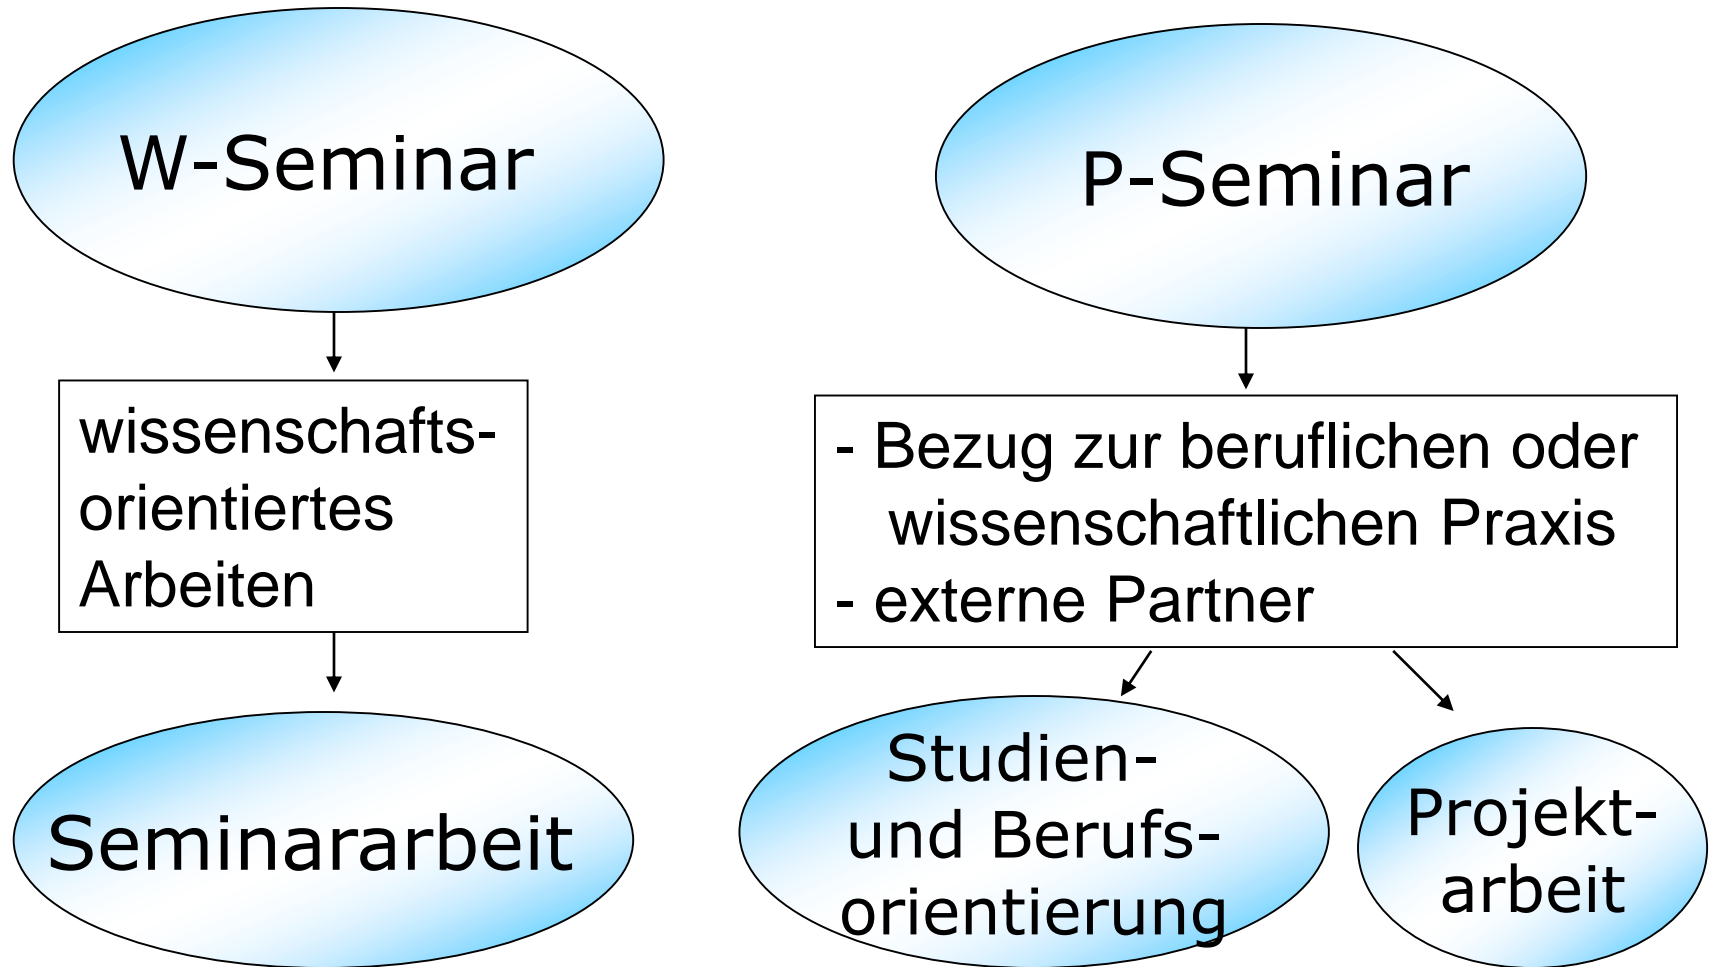 W-Seminar
wissenschafts-
orientiertes
Arbeiten
Seminararbeit
P-Seminar
- Bezug zur beruflichen oder
wissenschaftlichen Praxis
- externe Partner
Studien-
und Berufs-
orientierung
Projekt-
arbeit